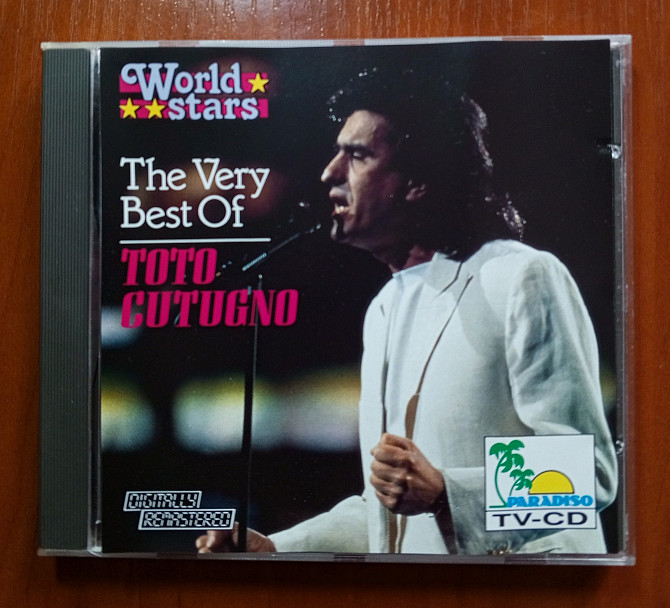 World
stars
The Very
Best Of
TOTO
CUTUGNO
DIGITALLY
REMASTERED
PARADISO
TV-CD